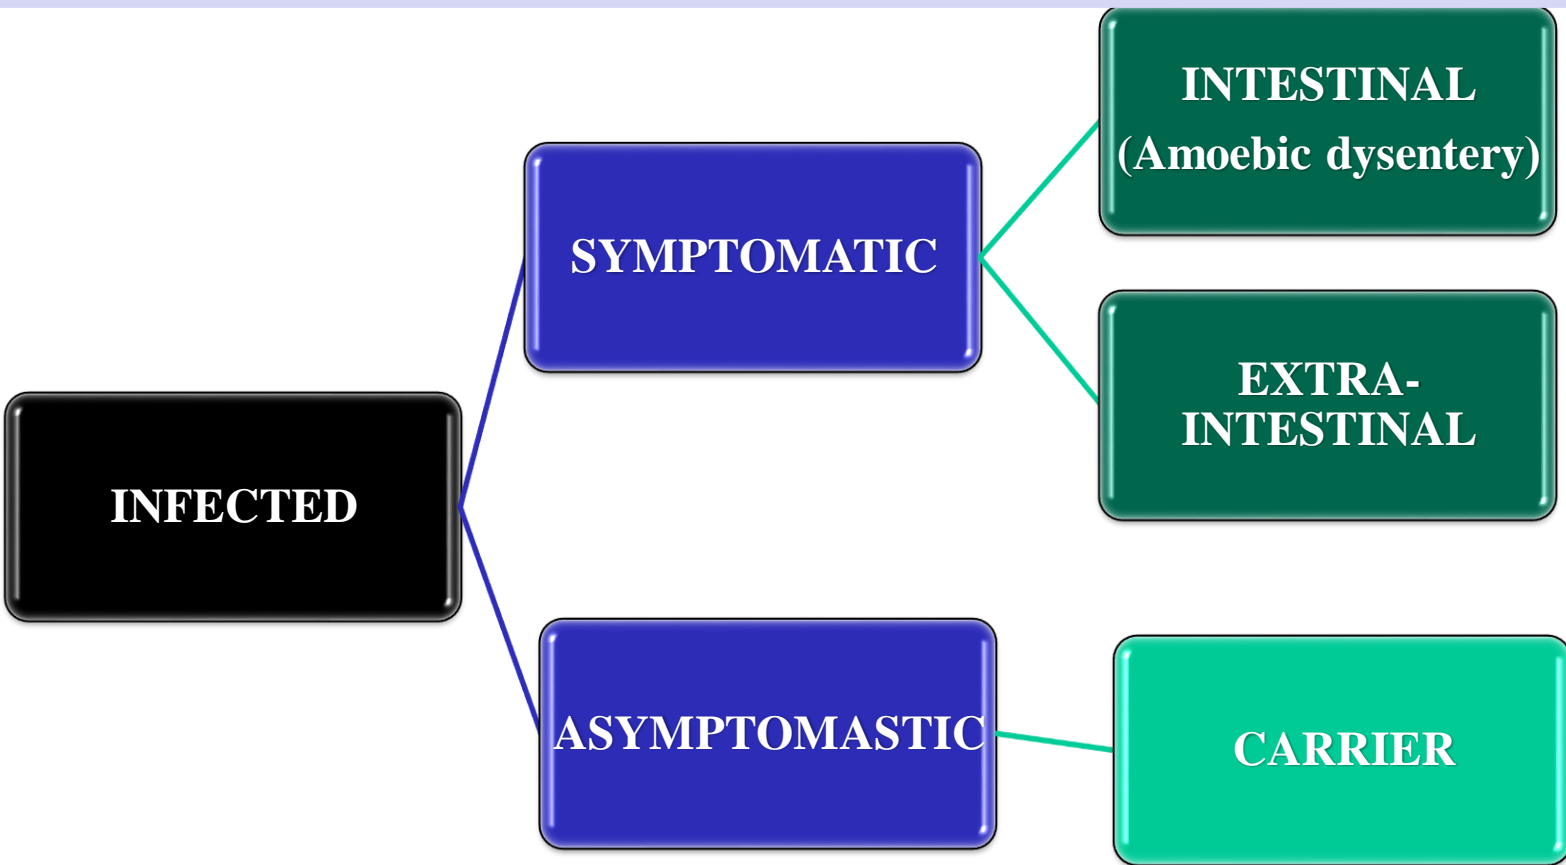 INTESTINAL
(Amoebic dysentery)
SYMPTOMATIC
EXTRA-
INTESTINAL
INFECTED
ASYMPTOMASTIC
CARRIER